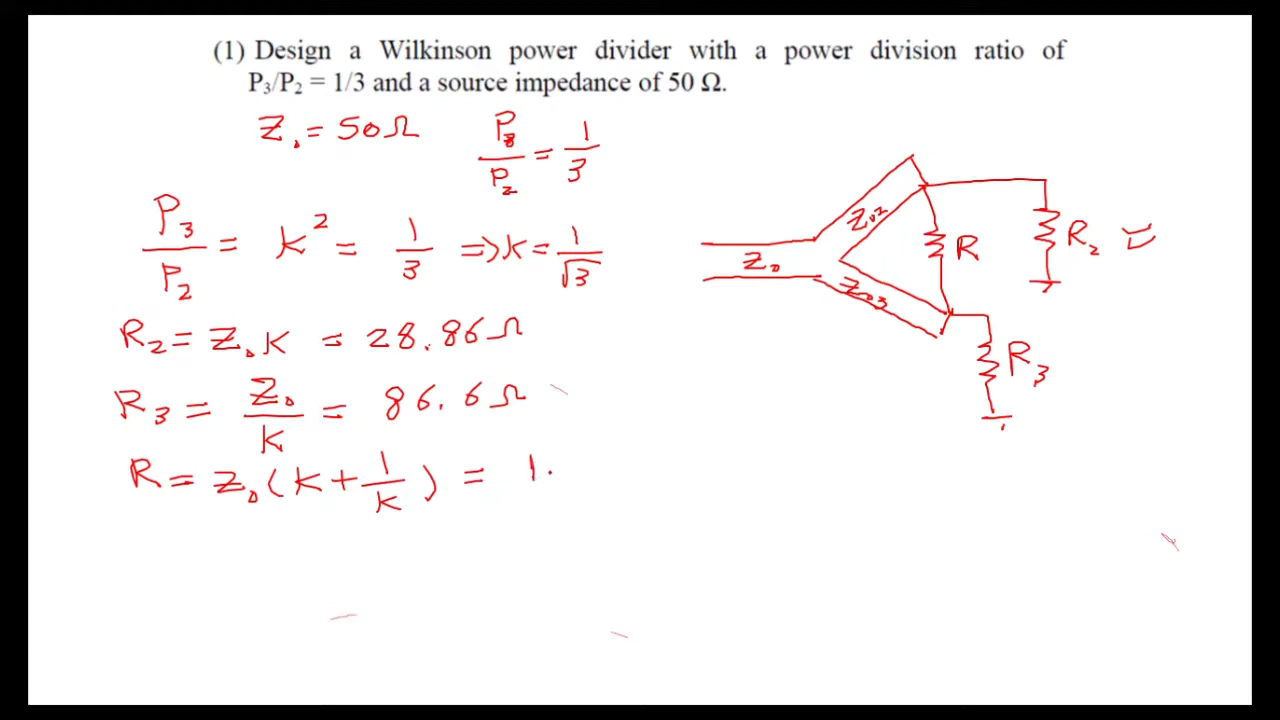 (1) Design a Wilkinson power divider with a power division ratio of
P₃/P₂ = 1/3 and a source impedance of 50 Ω.
Z₀ = 50Ω
P₃/P₂ = 1/3
P₃/P₂ = K² = 1/3 ⇒ K = 1/√3
R₂ = Z₀K = 28.86Ω
R₃ = Z₀/K = 86.6Ω
R = Z₀(K + 1/K) = 1.
Z₀
Z₀₂
Z₀₃
R
R₂
R₃